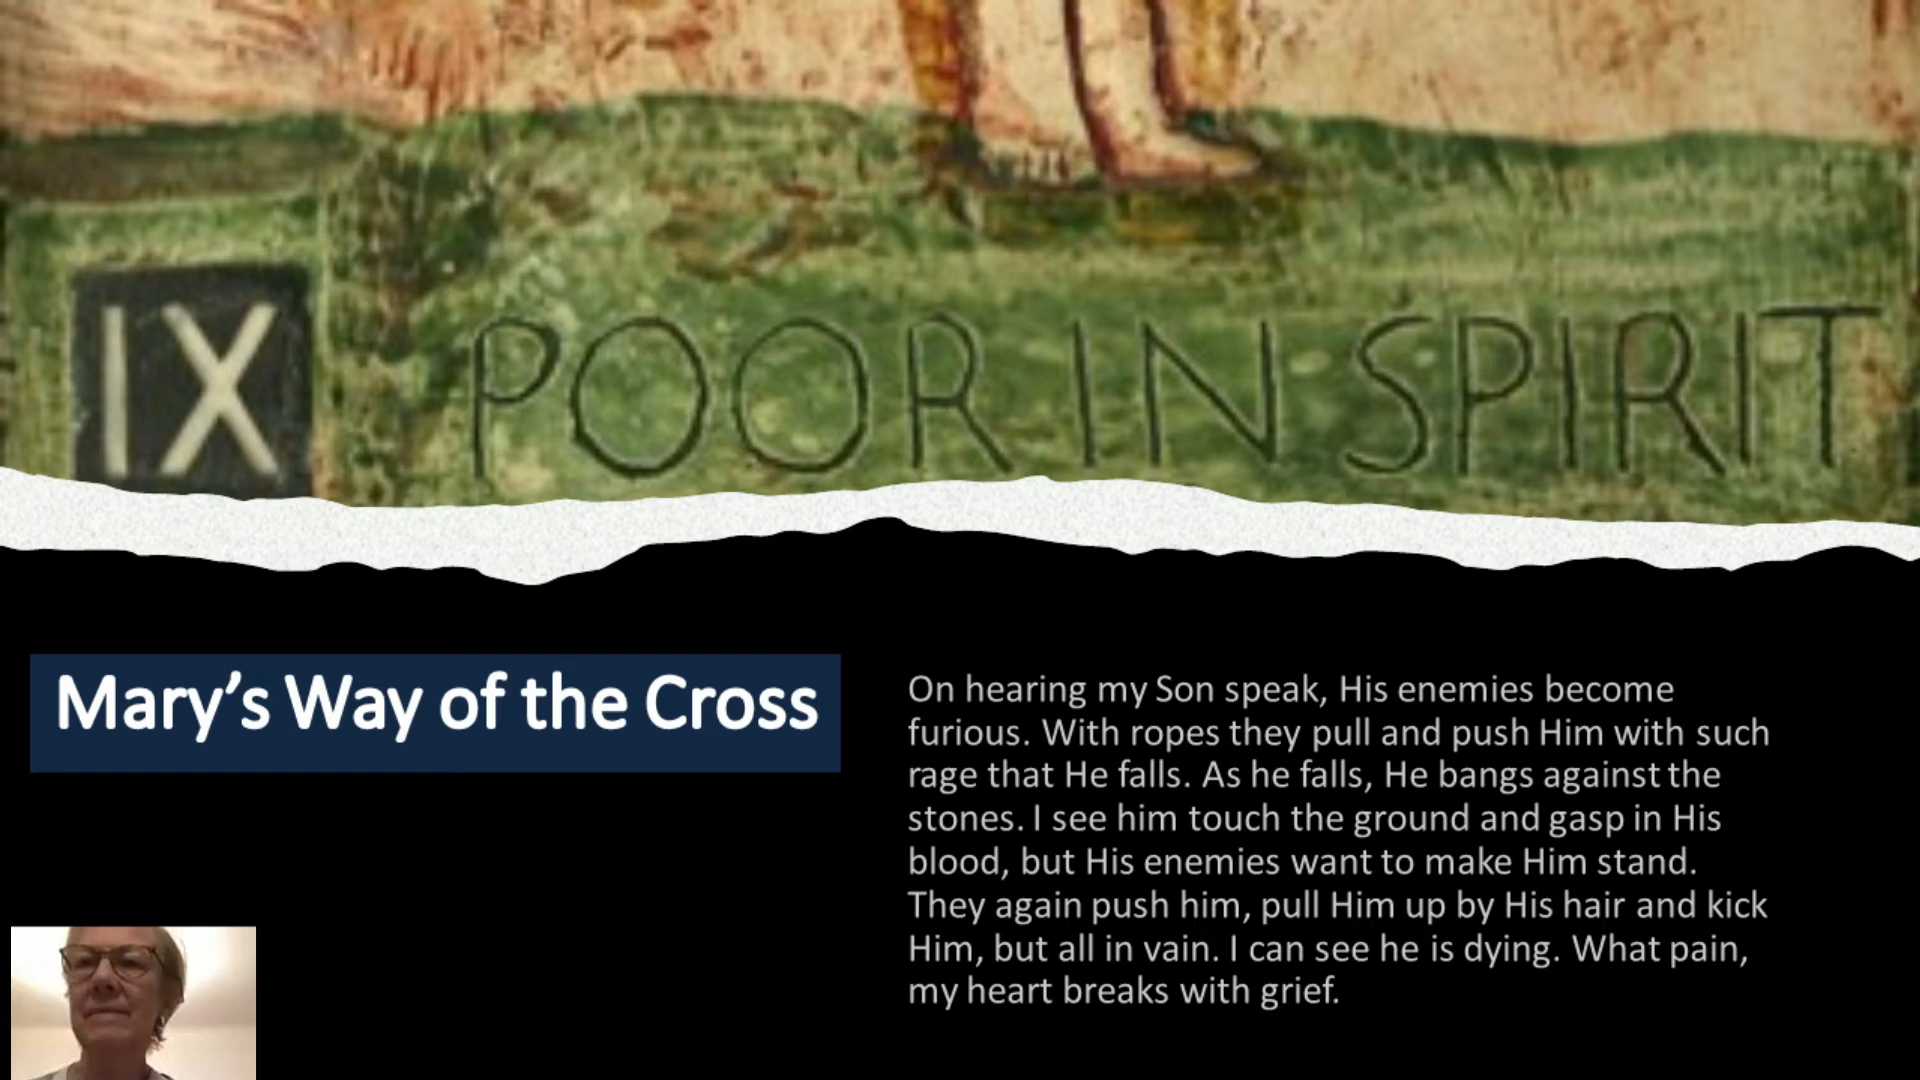 IX POOR IN SPIRIT
Mary’s Way of the Cross
On hearing my Son speak, His enemies become
furious. With ropes they pull and push Him with such
rage that He falls. As he falls, He bangs against the
stones. I see him touch the ground and gasp in His
blood, but His enemies want to make Him stand.
They again push him, pull Him up by His hair and kick
Him, but all in vain. I can see he is dying. What pain,
my heart breaks with grief.